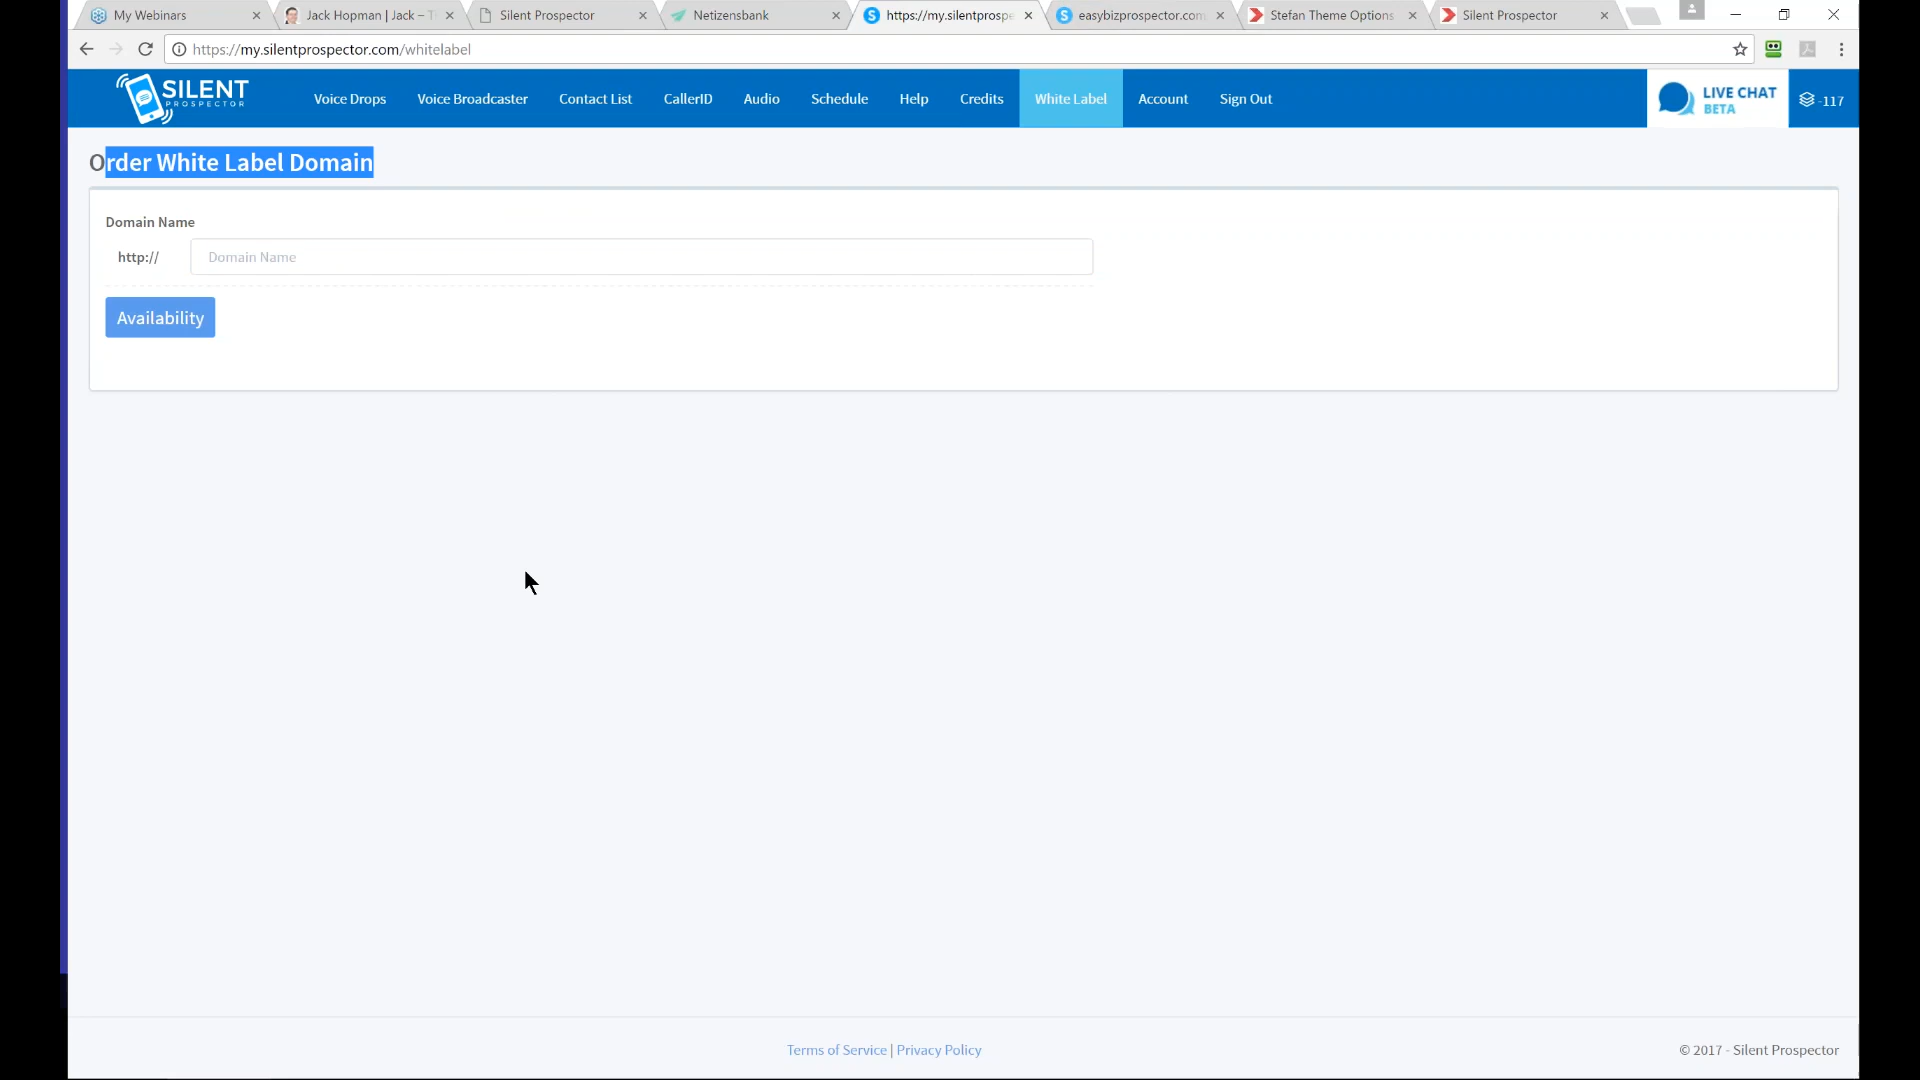 My Webinars
Jack Hopman | Jack – T
Silent Prospector
Netizensbank
https://my.silentprospe
easybizprospector.com
Stefan Theme Options
Silent Prospector
https://my.silentprospector.com/whitelabel
SILENT
PROSPECTOR
Voice Drops
Voice Broadcaster
Contact List
CallerID
Audio
Schedule
Help
Credits
White Label
Account
Sign Out
LIVE CHAT
BETA
-117
Order White Label Domain
Domain Name
http://
Domain Name
Availability
Terms of Service | Privacy Policy
© 2017 - Silent Prospector